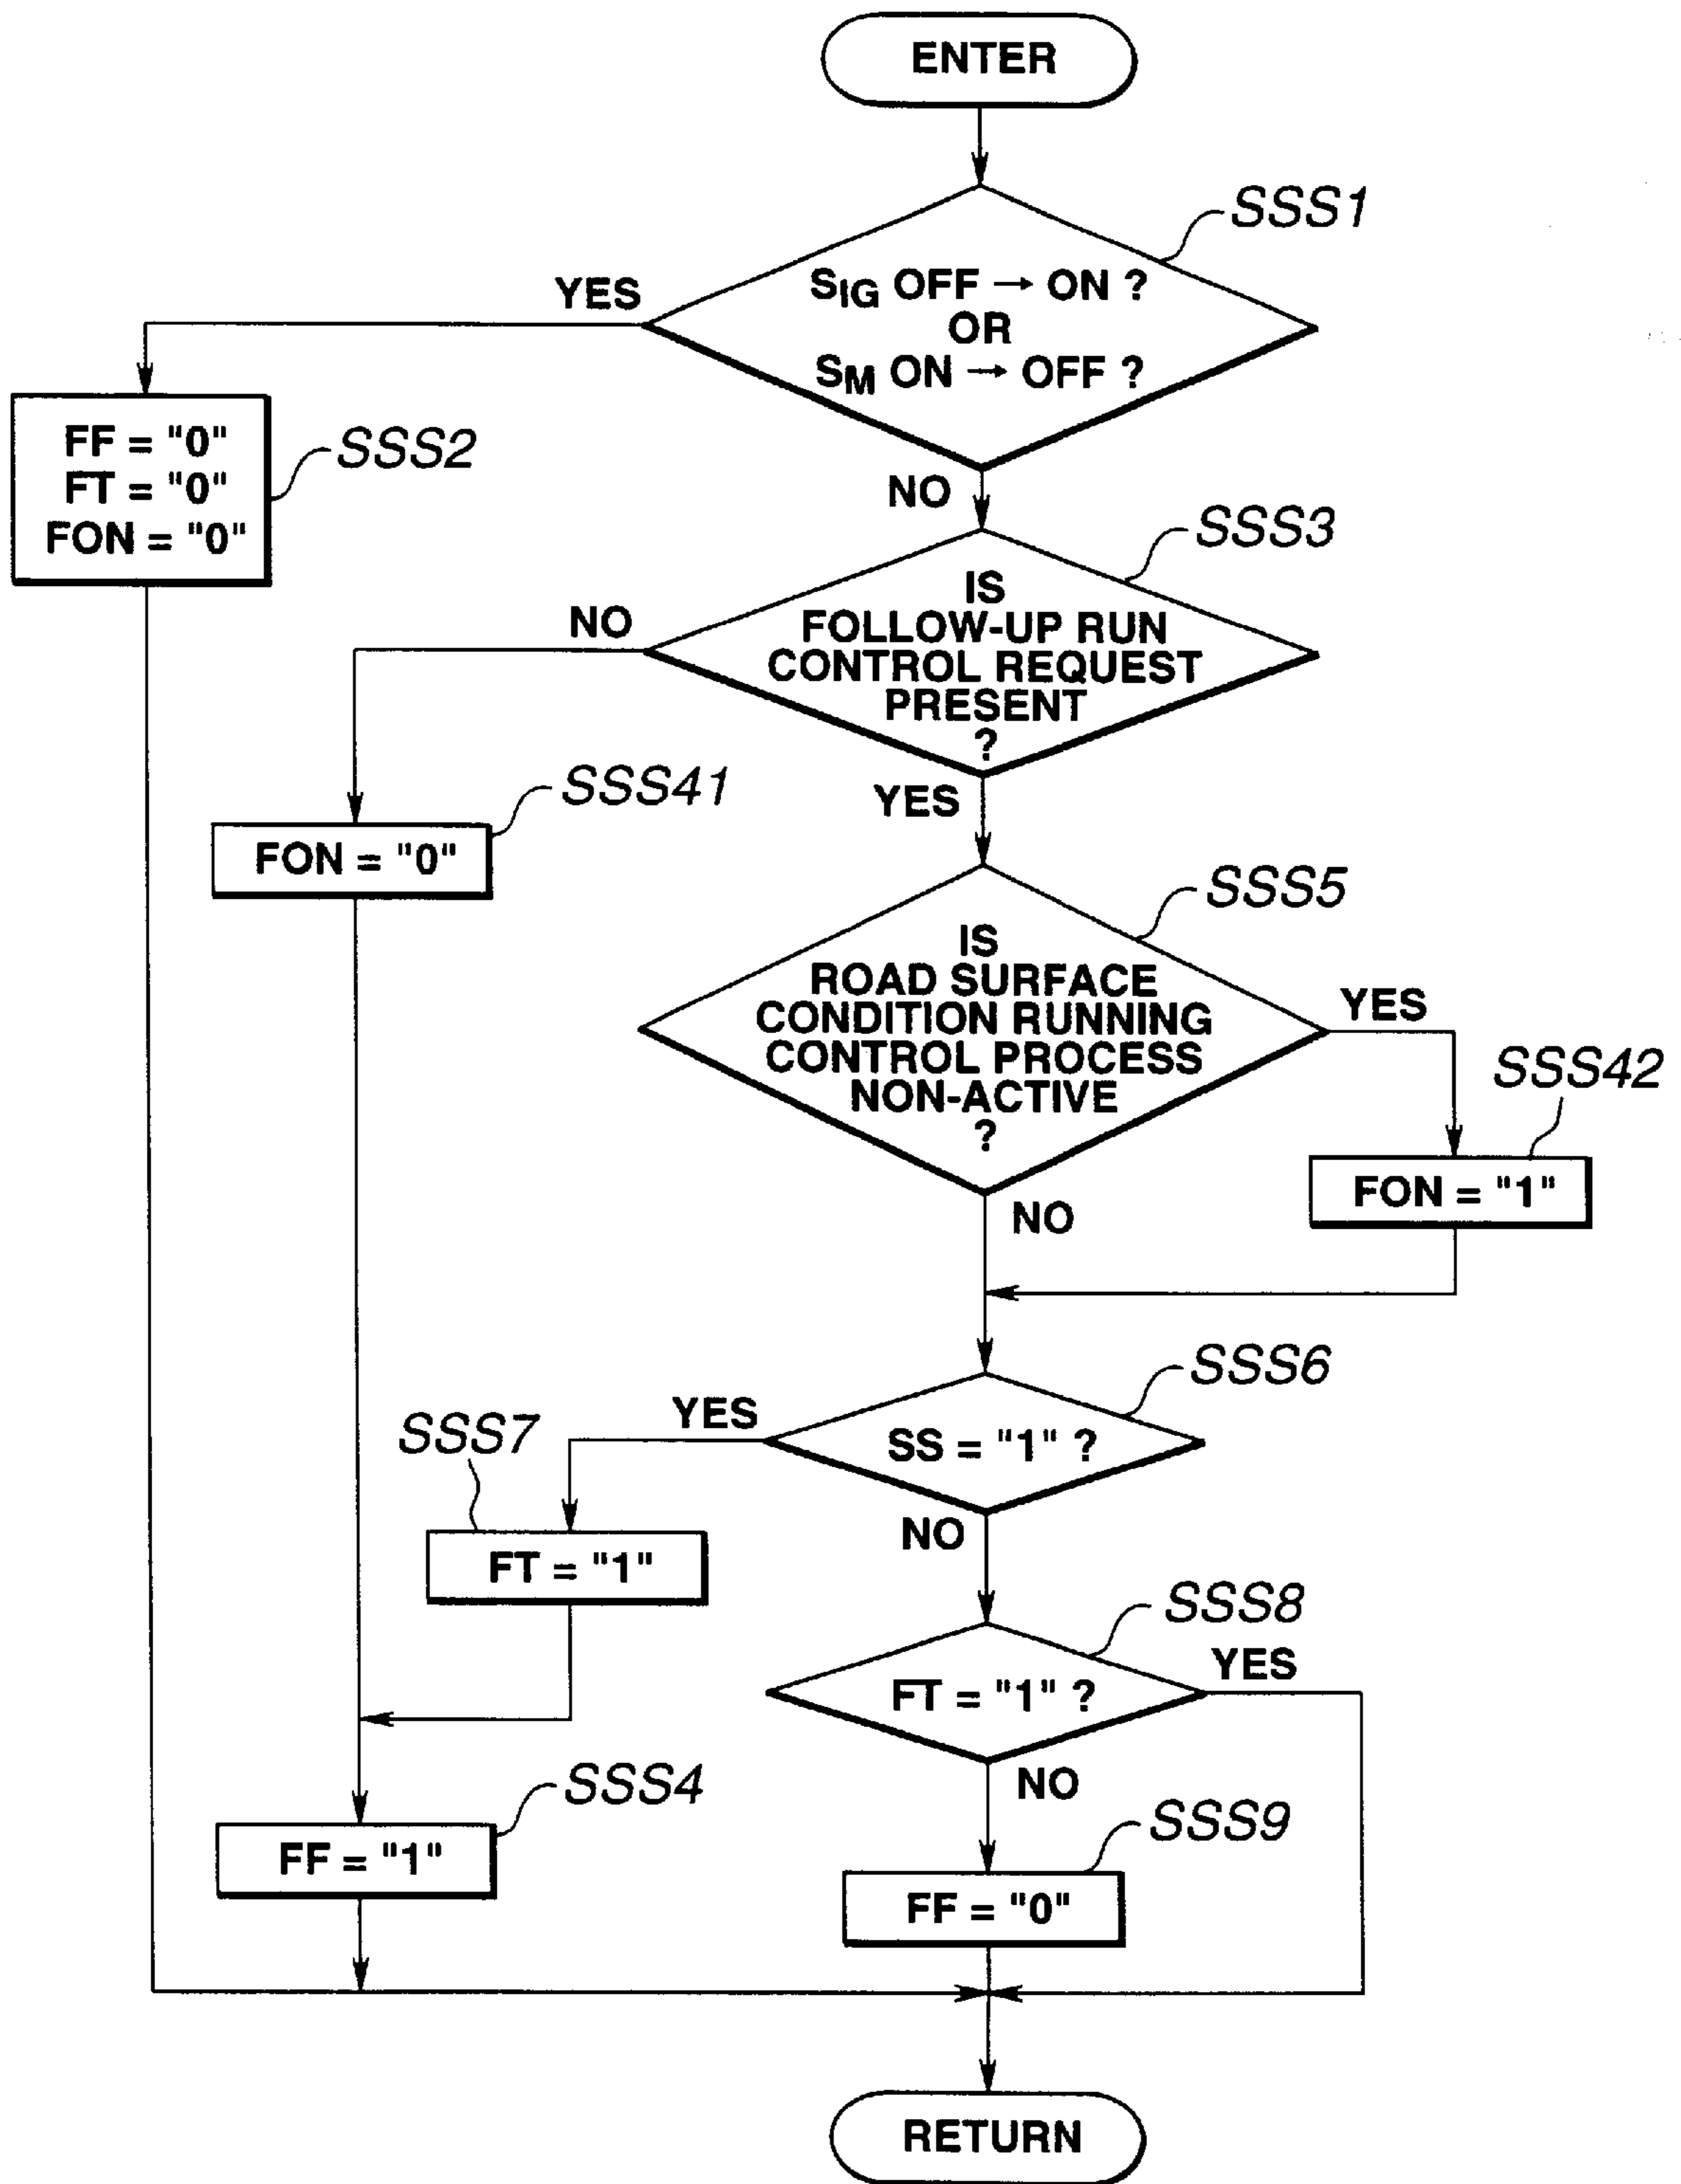 ENTER
SSS1
SIG OFF → ON ?
OR
SM ON → OFF ?
YES
NO
FF = "0"
FT = "0"
FON = "0"
SSS2
SSS3
IS
FOLLOW-UP RUN
CONTROL REQUEST
PRESENT
?
NO
YES
SSS41
FON = "0"
SSS5
IS
ROAD SURFACE
CONDITION RUNNING
CONTROL PROCESS
NON-ACTIVE
?
YES
NO
SSS42
FON = "1"
SSS6
SS = "1" ?
YES
NO
SSS7
FT = "1"
SSS8
FT = "1" ?
YES
NO
SSS4
FF = "1"
SSS9
FF = "0"
RETURN